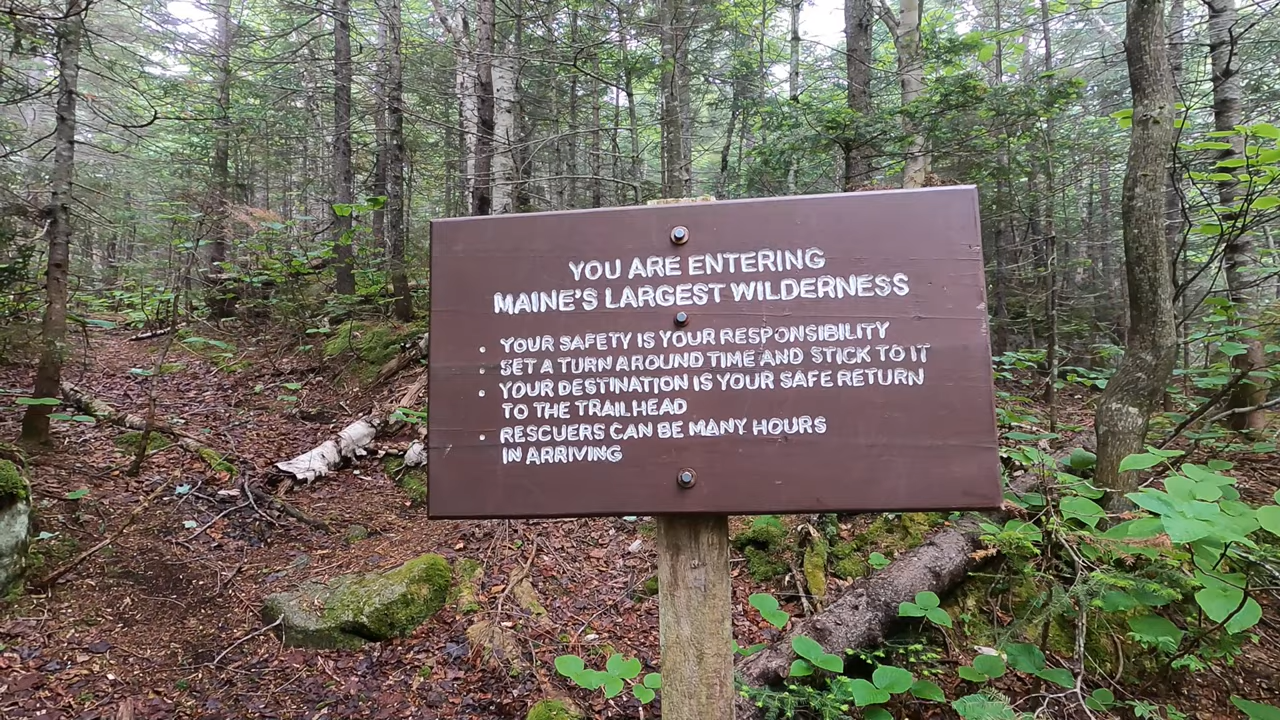 YOU ARE ENTERING
MAINE'S LARGEST WILDERNESS
• YOUR SAFETY IS YOUR RESPONSIBILITY
• SET A TURN AROUND TIME AND STICK TO IT
• YOUR DESTINATION IS YOUR SAFE RETURN
TO THE TRAILHEAD
• RESCUERS CAN BE MANY HOURS
IN ARRIVING